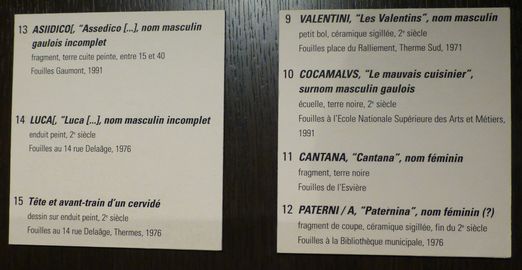 13 ASIIDICO[, "Assedico [...], nom masculin
gaulois incomplet
fragment, terre cuite peinte, entre 15 et 40
Fouilles Gaumont, 1991
14 LUCA[, "Luca [...], nom masculin incomplet
enduit peint, 2e siècle
Fouilles au 14 rue Delaâge, 1976
15 Tête et avant-train d'un cervidé
dessin sur enduit peint, 2e siècle
Fouilles au 14 rue Delaâge, Thermes, 1976
9 VALENTINI, "Les Valentins", nom masculin
petit bol, céramique sigillée, 2e siècle
Fouilles place du Ralliement, Therme Sud, 1971
10 COCAMALVS, "Le mauvais cuisinier",
surnom masculin gaulois
écuelle, terre noire, 2e siècle
Fouilles à l'Ecole Nationale Supérieure des Arts et Métiers,
1991
11 CANTANA, "Cantana", nom féminin
fragment, terre noire
Fouilles de l'Esvière
12 PATERNI / A, "Paternina", nom féminin (?)
fragment de coupe, céramique sigillée, fin du 2e siècle
Fouilles à la Bibliothèque municipale, 1976